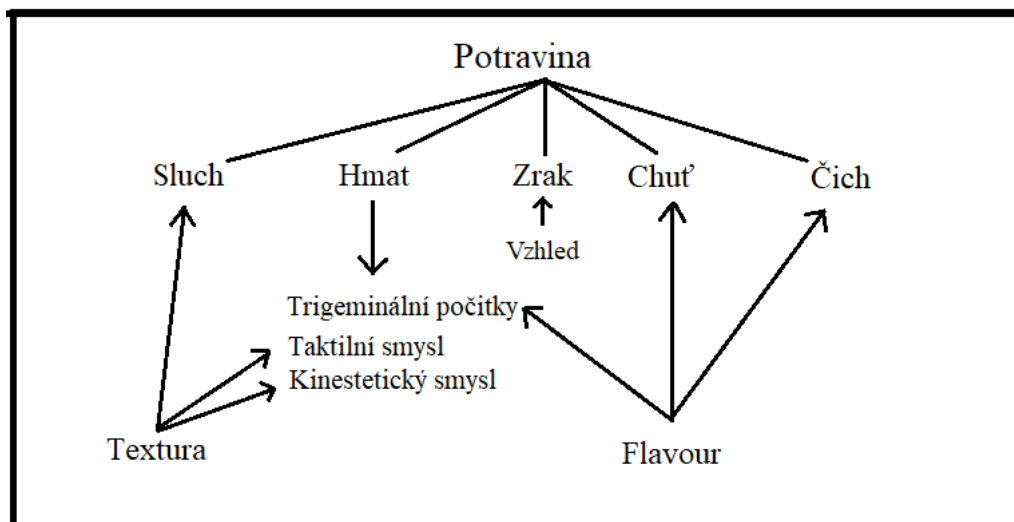 Potravina
Sluch Hmat Zrak Chuť Čich
Vzhled
Trigeminální počitky
Taktilní smysl
Kinestetický smysl
Textura Flavour